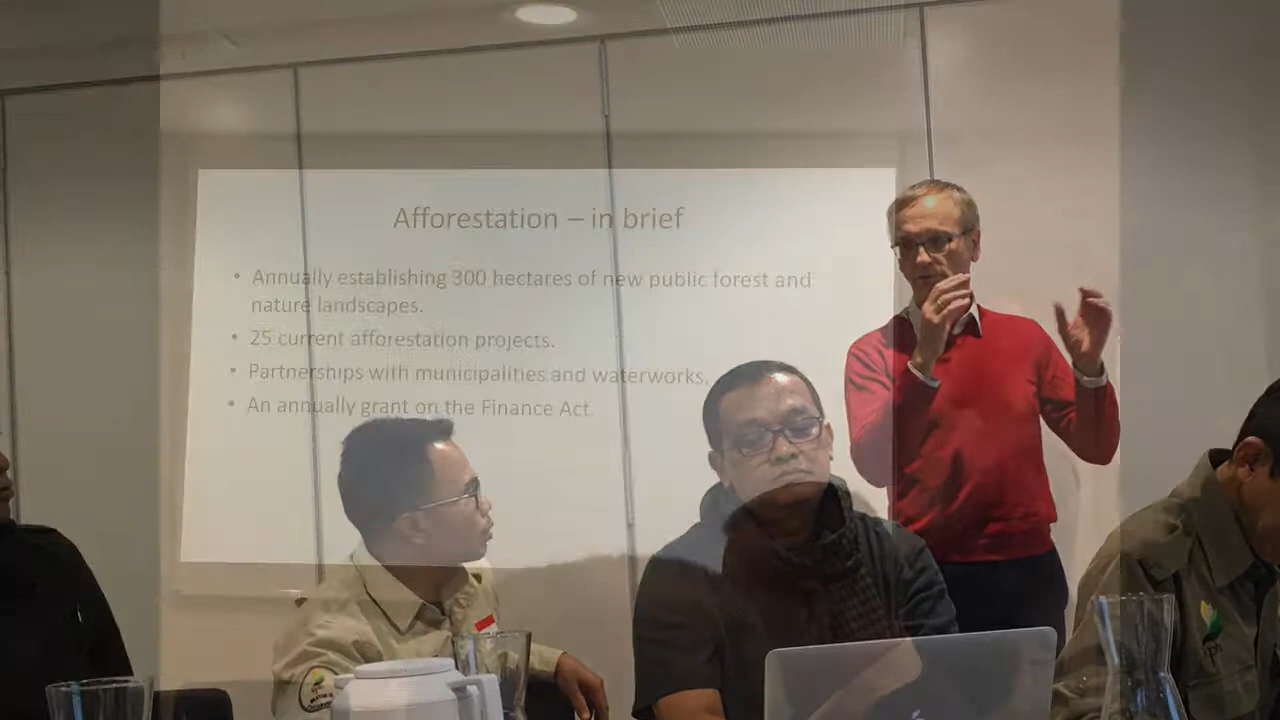 Afforestation – in brief
• Annually establishing 300 hectares of new public forest and
nature landscapes.
• 25 current afforestation projects.
• Partnerships with municipalities and waterworks,
• An annually grant on the Finance Act